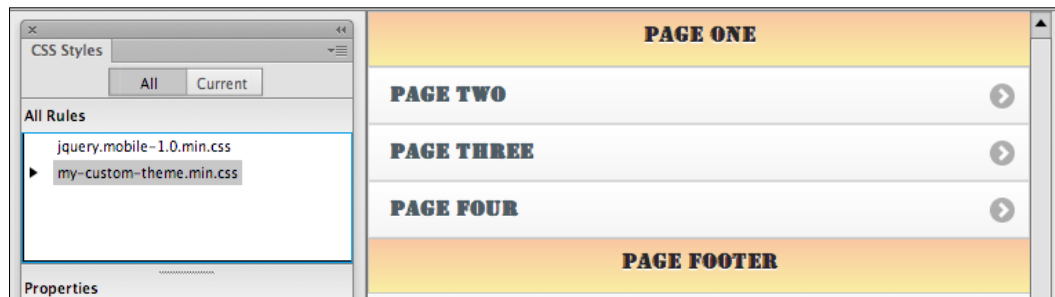 CSS Styles
All Current
All Rules
jquery.mobile-1.0.min.css
my-custom-theme.min.css
Properties
PAGE ONE
PAGE TWO
PAGE THREE
PAGE FOUR
PAGE FOOTER